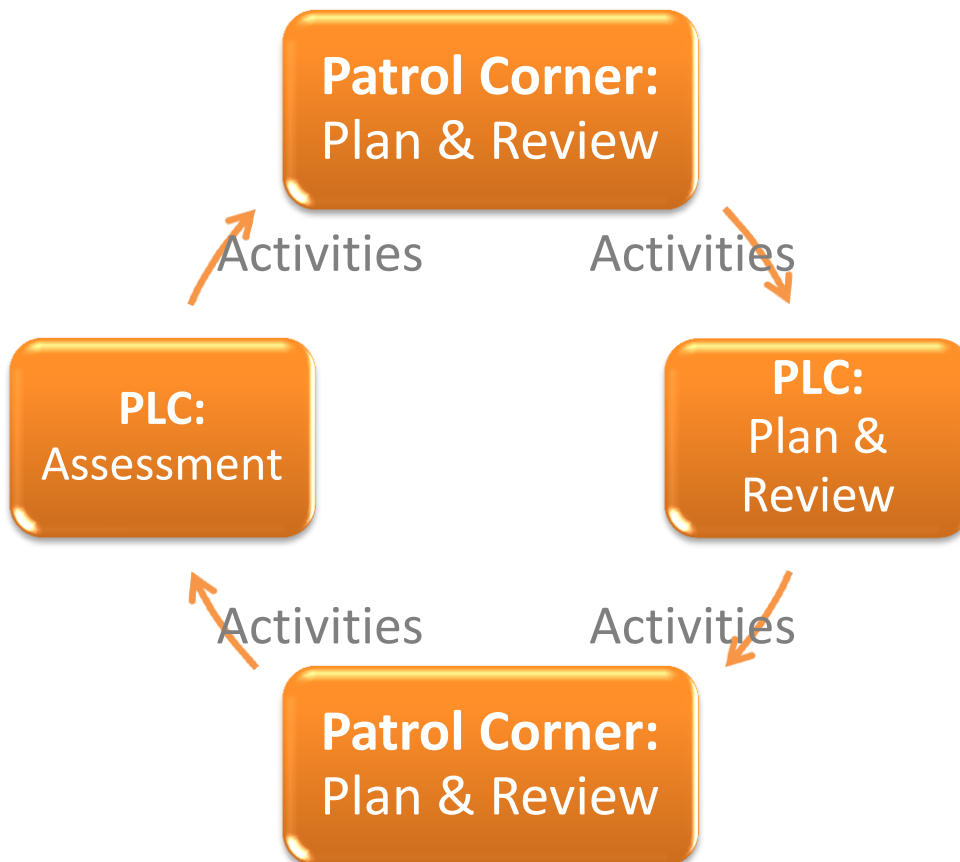 Patrol Corner:
Plan & Review
Activities
Activities
PLC:
Assessment
PLC:
Plan &
Review
Activities
Activities
Patrol Corner:
Plan & Review